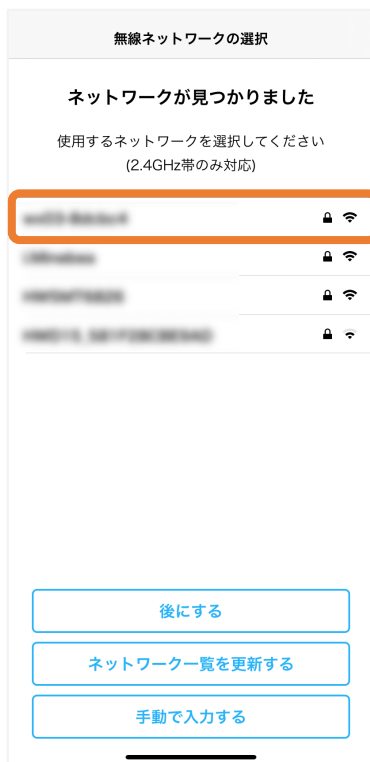 無線ネットワークの選択
ネットワークが見つかりました
使用するネットワークを選択してください
(2.4GHz帯のみ対応)
後にする
ネットワーク一覧を更新する
手動で入力する